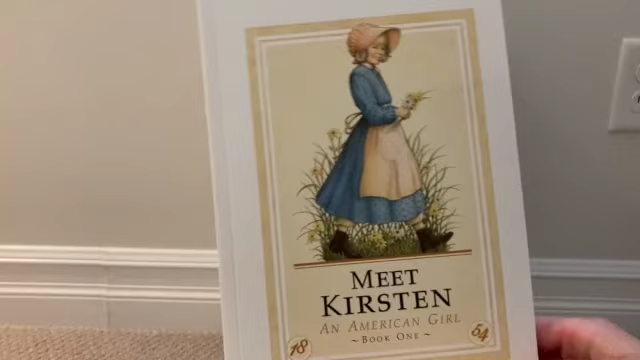 MEET
KIRSTEN
AN AMERICAN GIRL
~ BOOK ONE ~
18 54